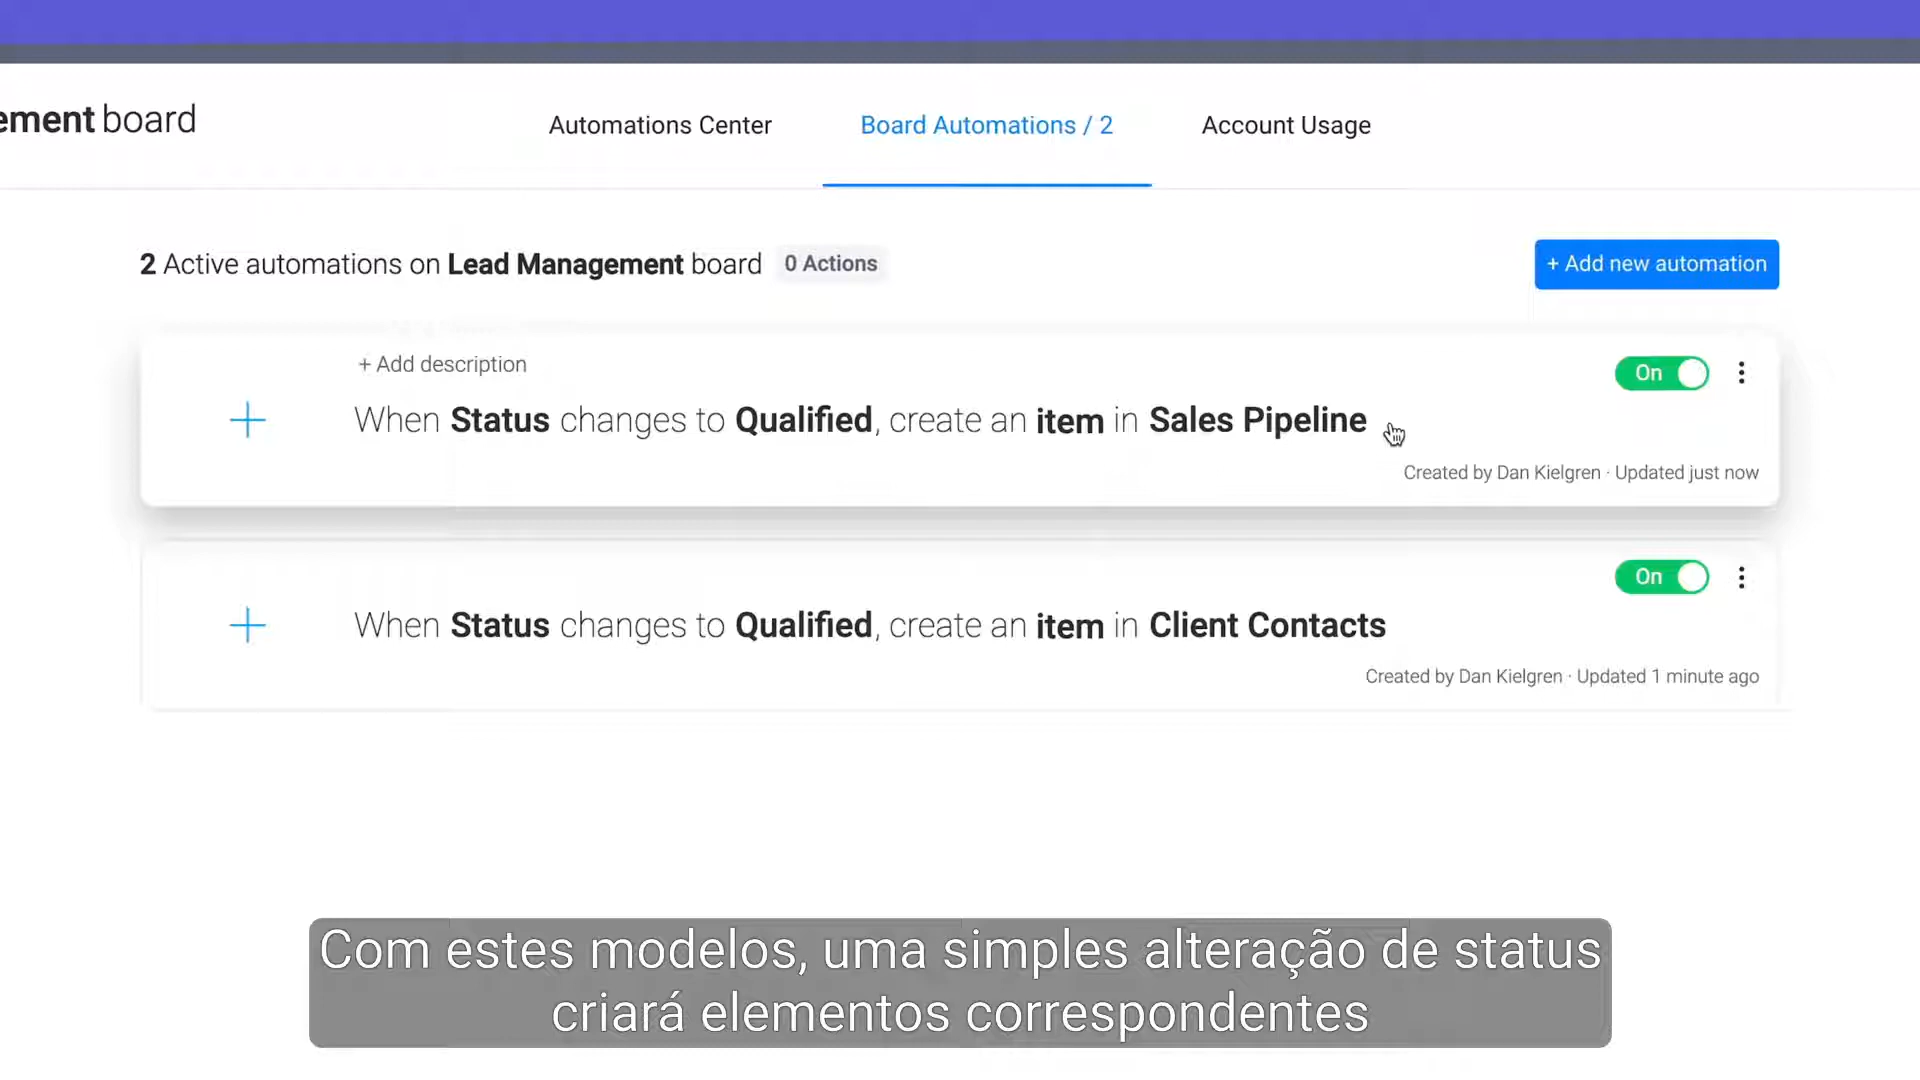 ement board
Automations Center
Board Automations / 2
Account Usage
2 Active automations on Lead Management board
0 Actions
+ Add new automation
+ Add description
On
When Status changes to Qualified, create an item in Sales Pipeline
Created by Dan Kielgren · Updated just now
On
When Status changes to Qualified, create an item in Client Contacts
Created by Dan Kielgren · Updated 1 minute ago
Com estes modelos, uma simples alteração de status
criará elementos correspondentes